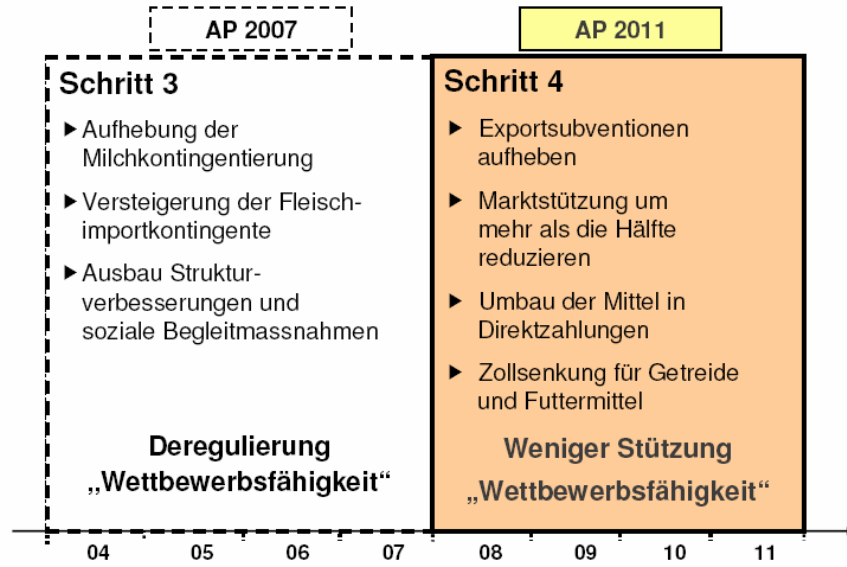 AP 2007
AP 2011
Schritt 3
▶ Aufhebung der
Milchkontingentierung
▶ Versteigerung der Fleisch-
importkontingente
▶ Ausbau Struktur-
verbesserungen und
soziale Begleitmassnahmen
Deregulierung
„Wettbewerbsfähigkeit“
Schritt 4
▶ Exportsubventionen
aufheben
▶ Marktstützung um
mehr als die Hälfte
reduzieren
▶ Umbau der Mittel in
Direktzahlungen
▶ Zollsenkung für Getreide
und Futtermittel
Weniger Stützung
„Wettbewerbsfähigkeit“
04 05 06 07 08 09 10 11